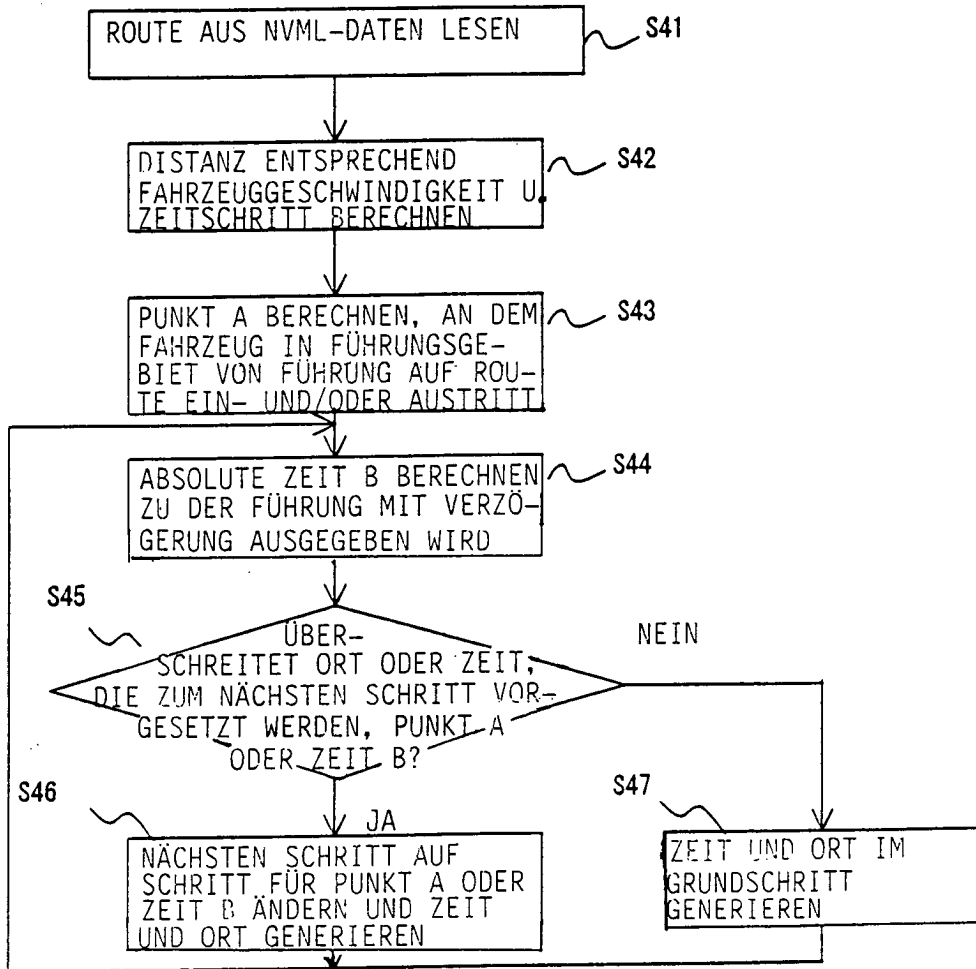 ROUTE AUS NVML-DATEN LESEN
S41
DISTANZ ENTSPRECHEND
FAHRZEUGGESCHWINDIGKEIT U.
ZEITSCHRITT BERECHNEN
S42
PUNKT A BERECHNEN, AN DEM
FAHRZEUG IN FÜHRUNGSGE-
BIET VON FÜHRUNG AUF ROU-
TE EIN- UND/ODER AUSTRITT
S43
ABSOLUTE ZEIT B BERECHNEN
ZU DER FÜHRUNG MIT VERZÖ-
GERUNG AUSGEGEBEN WIRD
S44
S45
ÜBER-
SCHREITET ORT ODER ZEIT,
DIE ZUM NÄCHSTEN SCHRITT VOR-
GESETZT WERDEN, PUNKT A
ODER ZEIT B?
NEIN
S46
JA
NÄCHSTEN SCHRITT AUF
SCHRITT FÜR PUNKT A ODER
ZEIT B ÄNDERN UND ZEIT
UND ORT GENERIEREN
S47
ZEIT UND ORT IM
GRUNDSCHRITT
GENERIEREN